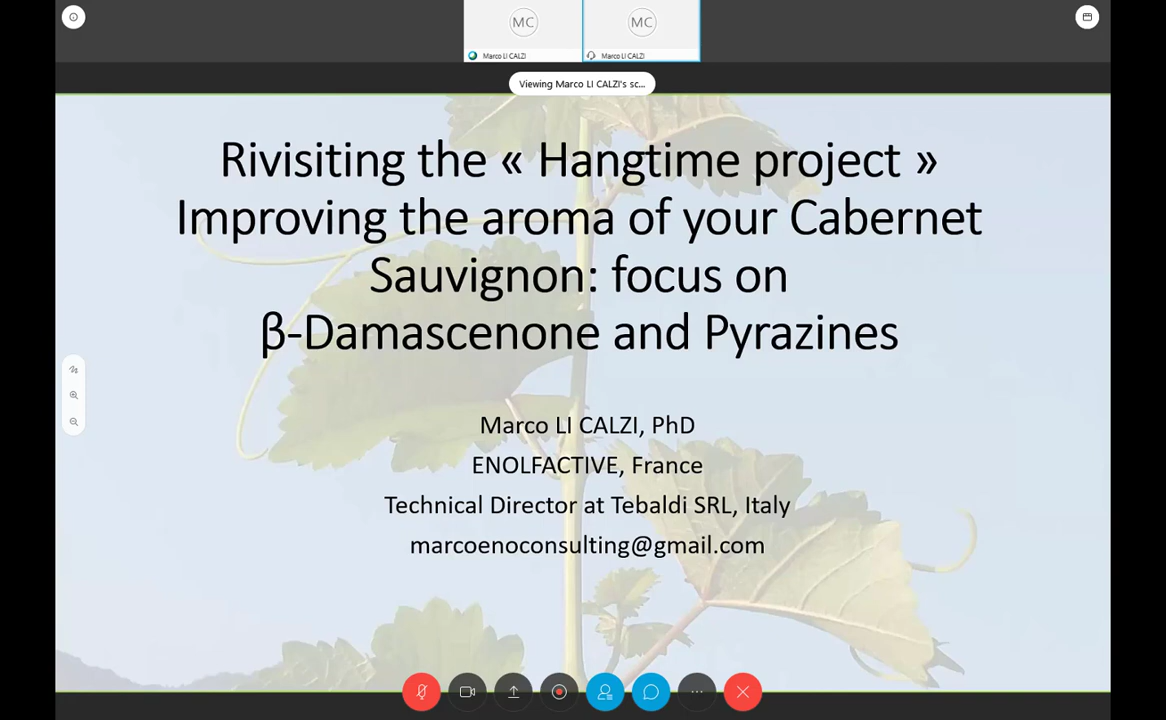 MC
MC
Marco LI CALZI
Marco LI CALZI
Viewing Marco LI CALZI's sc...
Rivisiting the « Hangtime project »
Improving the aroma of your Cabernet
Sauvignon: focus on
β-Damascenone and Pyrazines
Marco LI CALZI, PhD
ENOLFACTIVE, France
Technical Director at Tebaldi SRL, Italy
marcoenoconsulting@gmail.com